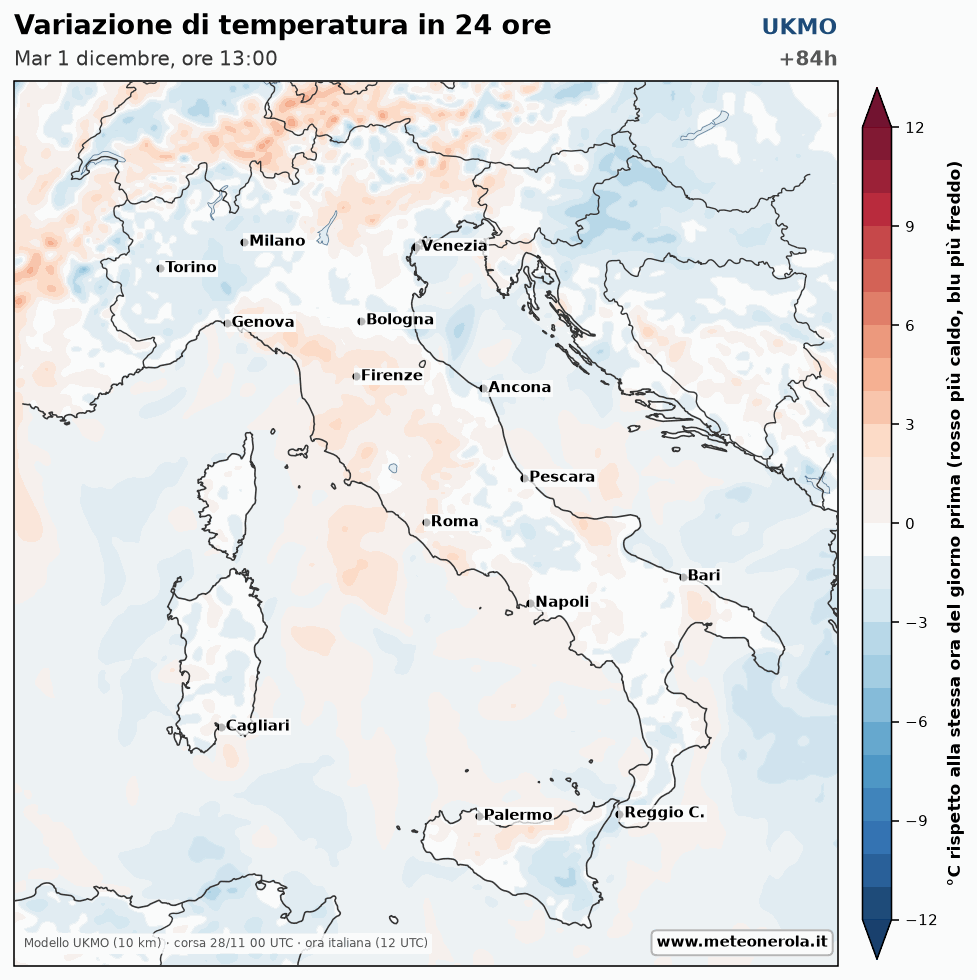 Variazione di temperatura in 24 ore
UKMO
Mar 1 dicembre, ore 13:00
+84h
Milano
Venezia
Torino
Genova
Bologna
Firenze
Ancona
Pescara
Roma
Bari
Napoli
Cagliari
Palermo
Reggio C.
Modello UKMO (10 km) · corsa 28/11 00 UTC · ora italiana (12 UTC)
www.meteonerola.it
12
9
6
3
0
−3
−6
−9
−12
°C rispetto alla stessa ora del giorno prima (rosso più caldo, blu più freddo)